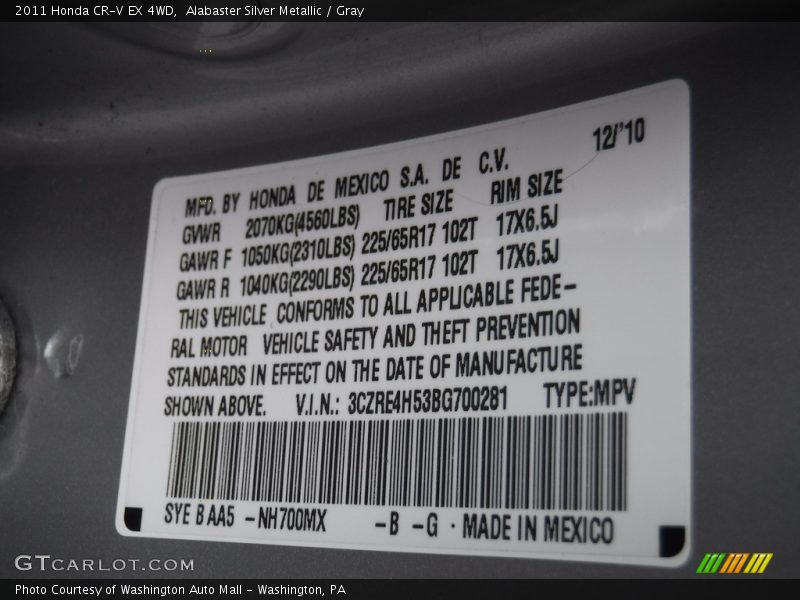 2011 Honda CR-V EX 4WD,  Alabaster Silver Metallic / Gray
12/'10
MFD. BY HONDA DE MEXICO S.A. DE C.V.
GVWR 2070KG(4560LBS) TIRE SIZE RIM SIZE
GAWR F 1050KG(2310LBS) 225/65R17 102T 17X6.5J
GAWR R 1040KG(2290LBS) 225/65R17 102T 17X6.5J
THIS VEHICLE CONFORMS TO ALL APPLICABLE FEDE-
RAL MOTOR VEHICLE SAFETY AND THEFT PREVENTION
STANDARDS IN EFFECT ON THE DATE OF MANUFACTURE
SHOWN ABOVE. V.I.N.: 3CZRE4H53BG700281 TYPE:MPV
SYE B AA5 -NH700MX -B -G · MADE IN MEXICO
GTCARLOT.COM
Photo Courtesy of Washington Auto Mall - Washington, PA